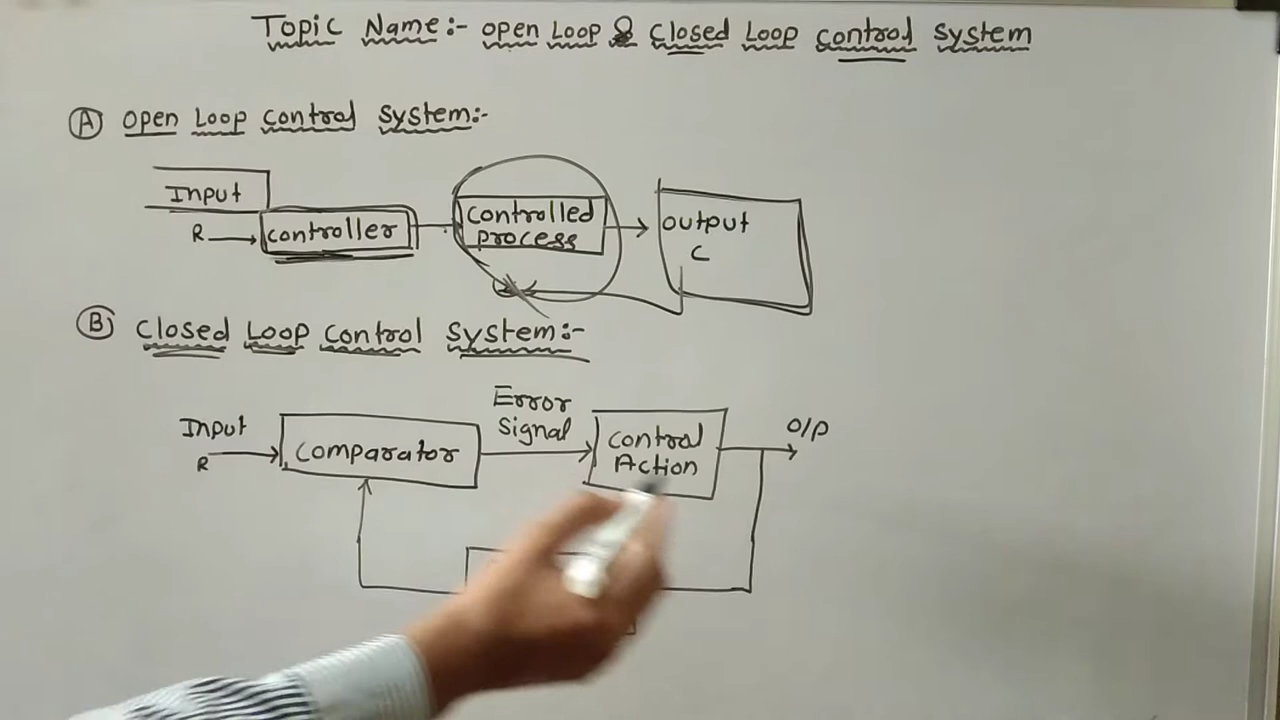 Topic Name:- open Loop & closed Loop control system
Ⓐ open Loop control system:-
Input
R
controller
controlled
process
output
C
Ⓑ closed Loop control system:-
Input
R
comparator
Error
Signal
control
Action
O/P